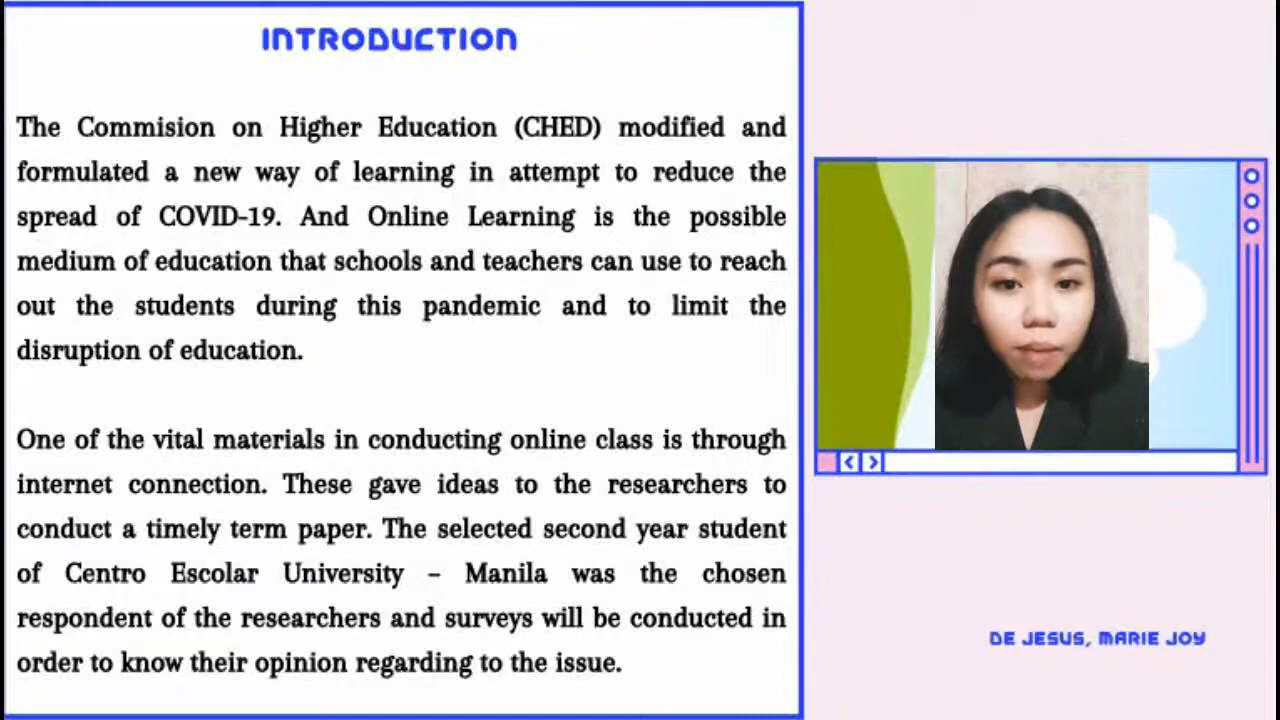 INTRODUCTION
The Commision on Higher Education (CHED) modified and
formulated a new way of learning in attempt to reduce the
spread of COVID-19. And Online Learning is the possible
medium of education that schools and teachers can use to reach
out the students during this pandemic and to limit the
disruption of education.
One of the vital materials in conducting online class is through
internet connection. These gave ideas to the researchers to
conduct a timely term paper. The selected second year student
of Centro Escolar University – Manila was the chosen
respondent of the researchers and surveys will be conducted in
order to know their opinion regarding to the issue.
DE JESUS, MARIE JOY